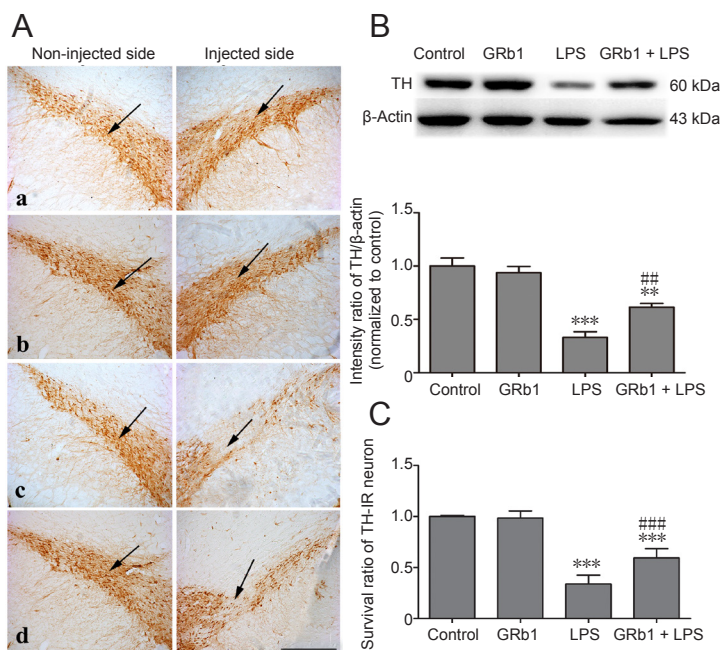 A
Non-injected side Injected side
a
b
c
d
B
Control GRb1 LPS GRb1 + LPS
TH 60 kDa
β-Actin 43 kDa
Intensity ratio of TH/β-actin
(normalized to control)
1.5
1.0
0.5
0
***
##
**
Control GRb1 LPS GRb1 + LPS
C
Survival ratio of TH-IR neuron
1.5
1.0
0.5
0
***
###
***
Control GRb1 LPS GRb1 + LPS